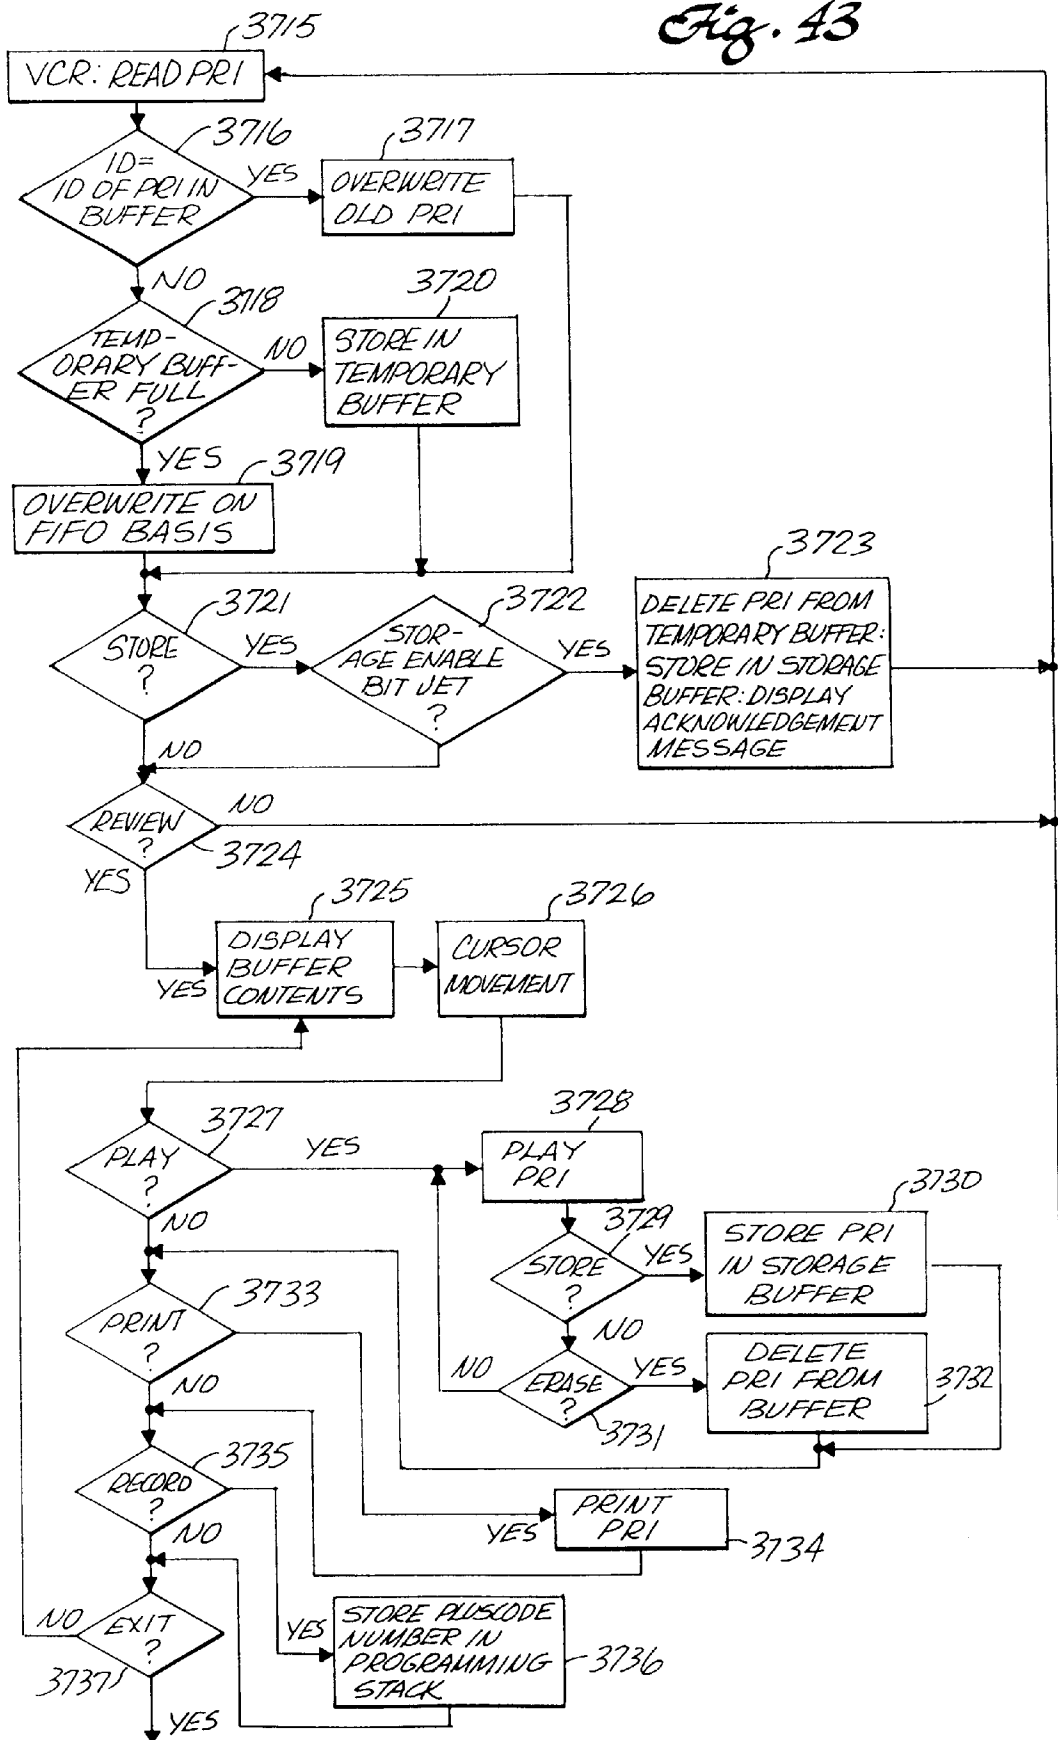 Fig. 43
3715
VCR: READ PRI
3716
ID=
ID OF PRI IN
BUFFER
YES
3717
OVERWRITE
OLD PRI
NO
3718
TEMP-
ORARY BUFF-
ER FULL
?
NO
3720
STORE IN
TEMPORARY
BUFFER
YES
3719
OVERWRITE ON
FIFO BASIS
3721
STORE
?
YES
3722
STOR-
AGE ENABLE
BIT SET
?
YES
3723
DELETE PRI FROM
TEMPORARY BUFFER:
STORE IN STORAGE
BUFFER: DISPLAY
ACKNOWLEDGEMENT
MESSAGE
NO
REVIEW
?
NO
3724
YES
YES
3725
DISPLAY
BUFFER
CONTENTS
3726
CURSOR
MOVEMENT
3727
PLAY
?
YES
3728
PLAY
PRI
NO
3729
STORE
?
YES
3730
STORE PRI
IN STORAGE
BUFFER
NO
3733
PRINT
?
NO
ERASE
?
3731
YES
DELETE
PRI FROM
BUFFER
3732
NO
3735
RECORD
?
YES
PRINT
PRI
3734
NO
NO
EXIT
?
3737
YES
STORE PLUSCODE
NUMBER IN
PROGRAMMING
STACK
3736
YES